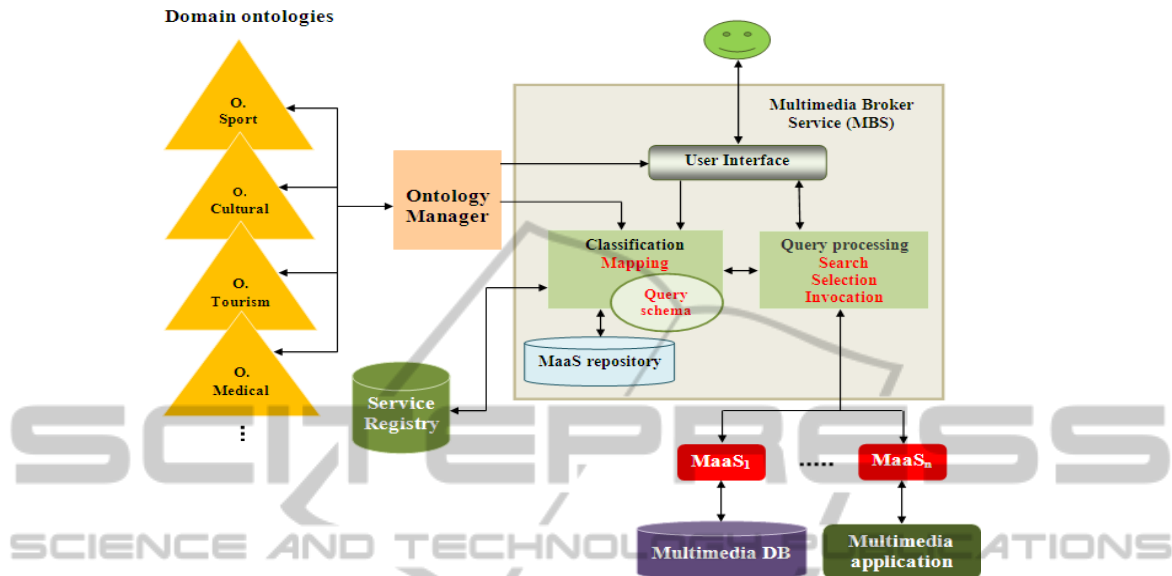 Domain ontologies
O.
Sport
O.
Cultural
O.
Tourism
O.
Medical
Ontology
Manager
Service
Registry
Multimedia Broker
Service (MBS)
User Interface
Classification
Mapping
Query
schema
MaaS repository
Query processing
Search
Selection
Invocation
MaaS1
.....
MaaSn
Multimedia DB
Multimedia
application
SCITEPRESS
SCIENCE AND TECHNOLOGY PUBLICATIONS